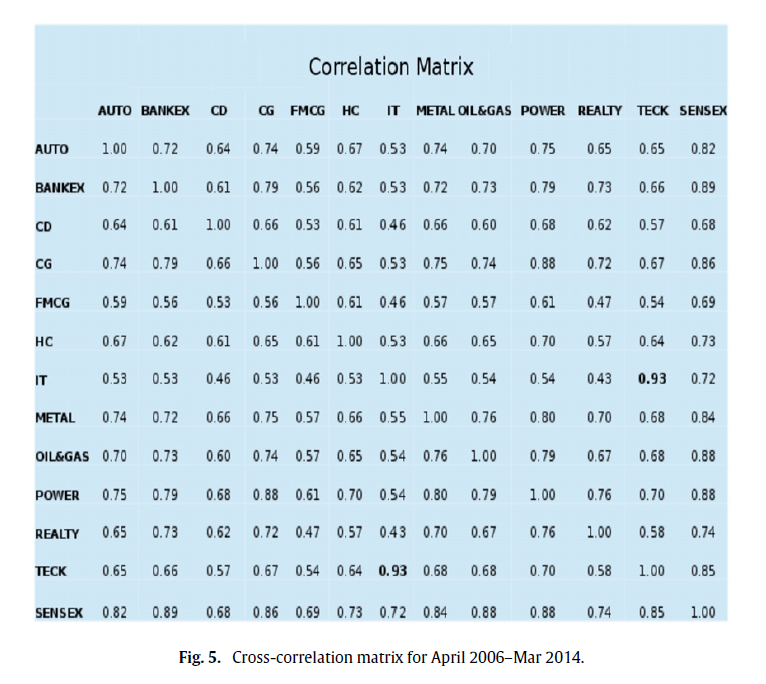 Correlation Matrix
AUTO BANKEX CD CG FMCG HC IT METAL OIL&GAS POWER REALTY TECK SENSEX
AUTO 1.00 0.72 0.64 0.74 0.59 0.67 0.53 0.74 0.70 0.75 0.65 0.65 0.82
BANKEX 0.72 1.00 0.61 0.79 0.56 0.62 0.53 0.72 0.73 0.79 0.73 0.66 0.89
CD 0.64 0.61 1.00 0.66 0.53 0.61 0.46 0.66 0.60 0.68 0.62 0.57 0.68
CG 0.74 0.79 0.66 1.00 0.56 0.65 0.53 0.75 0.74 0.88 0.72 0.67 0.86
FMCG 0.59 0.56 0.53 0.56 1.00 0.61 0.46 0.57 0.57 0.61 0.47 0.54 0.69
HC 0.67 0.62 0.61 0.65 0.61 1.00 0.53 0.66 0.65 0.70 0.57 0.64 0.73
IT 0.53 0.53 0.46 0.53 0.46 0.53 1.00 0.55 0.54 0.54 0.43 0.93 0.72
METAL 0.74 0.72 0.66 0.75 0.57 0.66 0.55 1.00 0.76 0.80 0.70 0.68 0.84
OIL&GAS 0.70 0.73 0.60 0.74 0.57 0.65 0.54 0.76 1.00 0.79 0.67 0.68 0.88
POWER 0.75 0.79 0.68 0.88 0.61 0.70 0.54 0.80 0.79 1.00 0.76 0.70 0.88
REALTY 0.65 0.73 0.62 0.72 0.47 0.57 0.43 0.70 0.67 0.76 1.00 0.58 0.74
TECK 0.65 0.66 0.57 0.67 0.54 0.64 0.93 0.68 0.68 0.70 0.58 1.00 0.85
SENSEX 0.82 0.89 0.68 0.86 0.69 0.73 0.72 0.84 0.88 0.88 0.74 0.85 1.00
Fig. 5. Cross-correlation matrix for April 2006–Mar 2014.